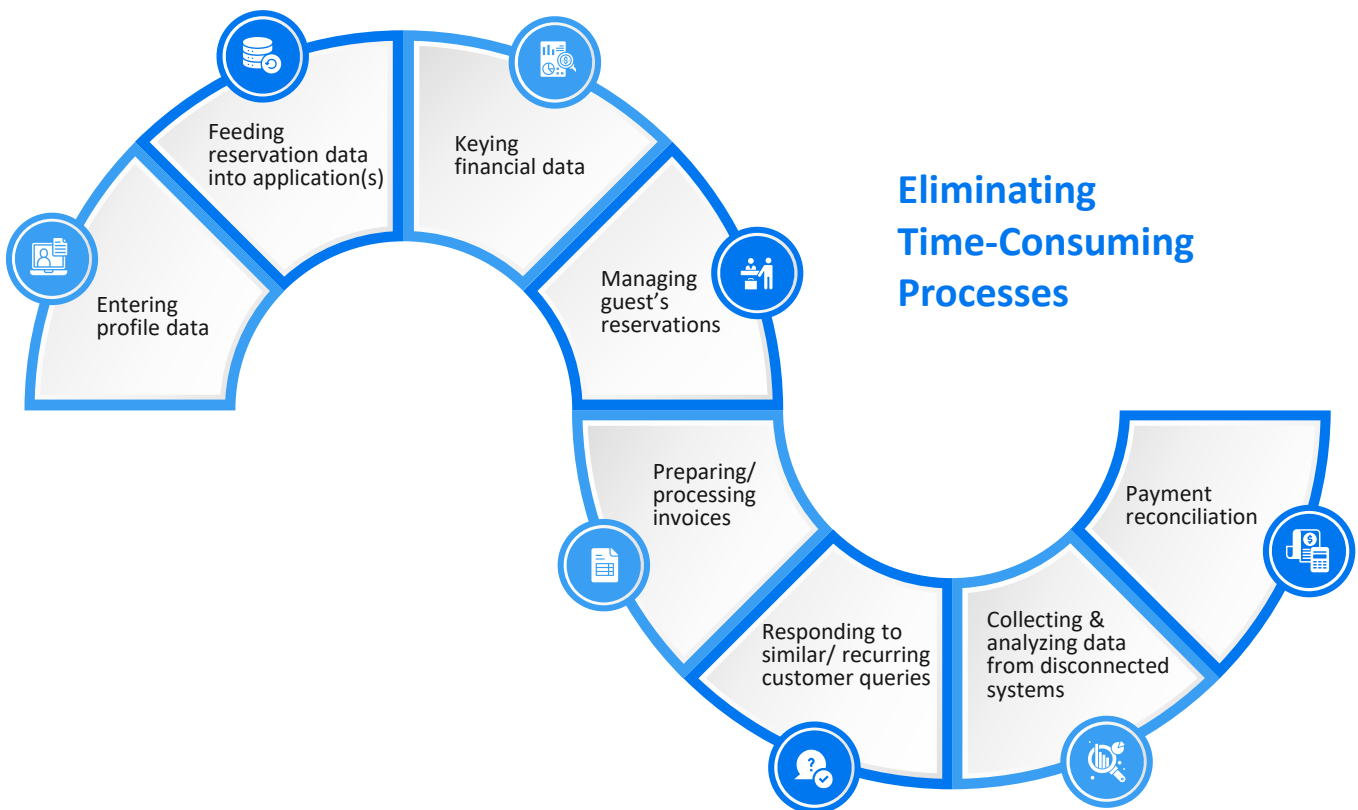 Eliminating
Time-Consuming
Processes
Entering
profile data
Feeding
reservation data
into application(s)
Keying
financial data
Managing
guest's
reservations
Preparing/
processing
invoices
Responding to
similar/ recurring
customer queries
Collecting &
analyzing data
from disconnected
systems
Payment
reconciliation